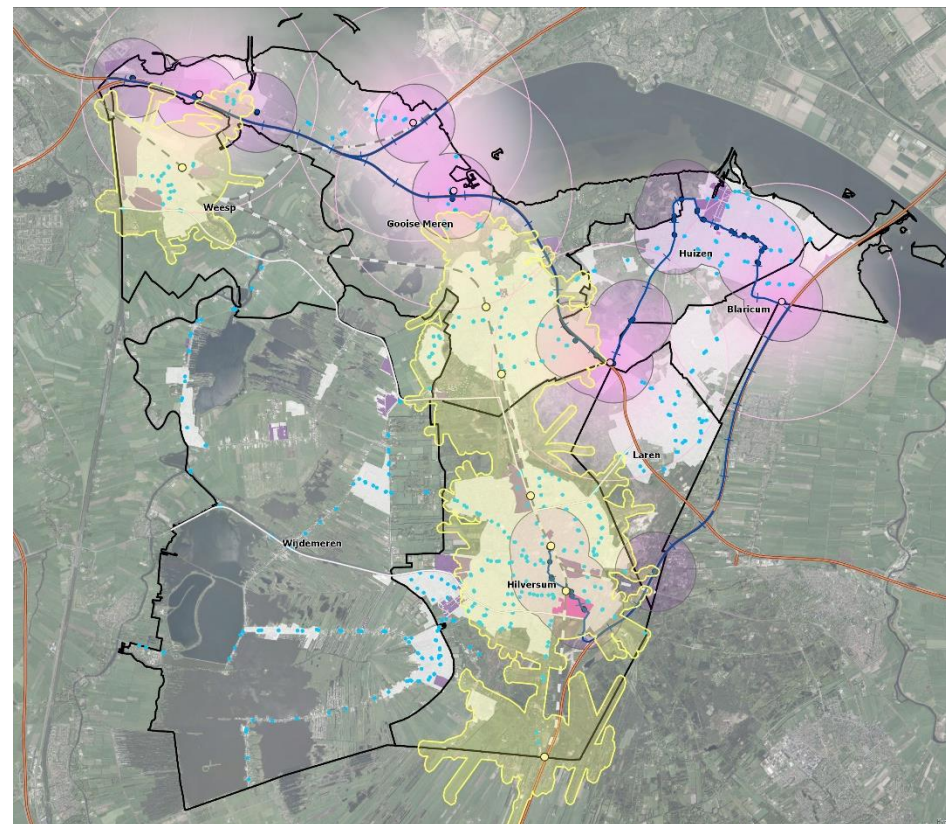 Weesp
Gooise Meren
Huizen
Blaricum
Laren
Wijdemeren
Hilversum